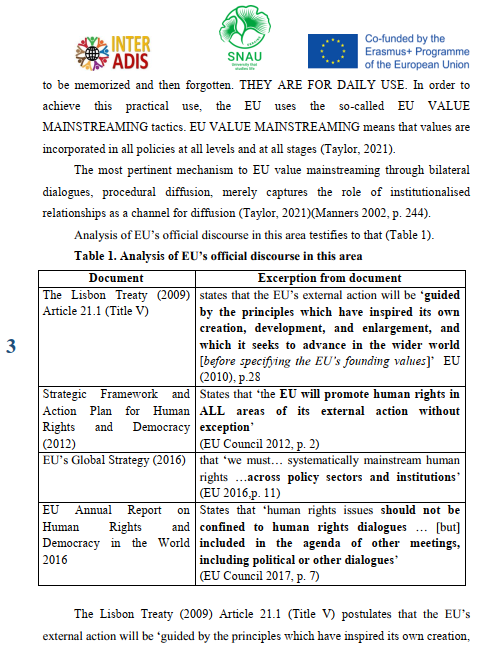 INTER
ADIS
SNAU
Co-funded by the
Erasmus+ Programme
of the European Union
to be memorized and then forgotten. THEY ARE FOR DAILY USE. In order to
achieve this practical use, the EU uses the so-called EU VALUE
MAINSTREAMING tactics. EU VALUE MAINSTREAMING means that values are
incorporated in all policies at all levels and at all stages (Taylor, 2021).
The most pertinent mechanism to EU value mainstreaming through bilateral
dialogues, procedural diffusion, merely captures the role of institutionalised
relationships as a channel for diffusion (Taylor, 2021)(Manners 2002, p. 244).
Analysis of EU's official discourse in this area testifies to that (Table 1).
Table 1. Analysis of EU's official discourse in this area
Document
Excerption from document
The Lisbon Treaty (2009)
Article 21.1 (Title V)
states that the EU's external action will be ‘guided
by the principles which have inspired its own
creation, development, and enlargement, and
which it seeks to advance in the wider world
[before specifying the EU's founding values]’ EU
(2010), p.28
Strategic Framework and
Action Plan for Human
Rights and Democracy
(2012)
States that ‘the EU will promote human rights in
ALL areas of its external action without
exception’
(EU Council 2012, p. 2)
EU's Global Strategy (2016)
that ‘we must… systematically mainstream human
rights …across policy sectors and institutions’
(EU 2016,p. 11)
EU Annual Report on
Human Rights and
Democracy in the World
2016
States that ‘human rights issues should not be
confined to human rights dialogues … [but]
included in the agenda of other meetings,
including political or other dialogues’
(EU Council 2017, p. 7)
3
The Lisbon Treaty (2009) Article 21.1 (Title V) postulates that the EU's
external action will be ‘guided by the principles which have inspired its own creation,